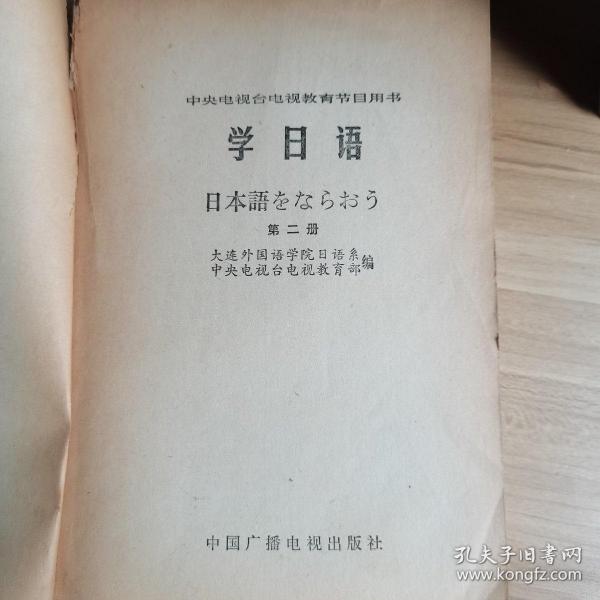 中央电视台电视教育节目用书
学日语
日本語をならおう
第二册
大连外国语学院日语系
中央电视台电视教育部
编
中国广播电视出版社
孔夫子旧书网
www.kongfz.com